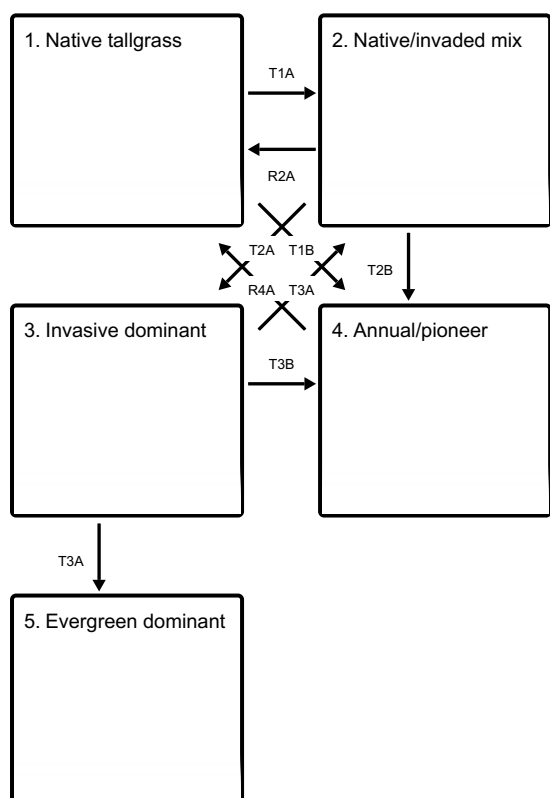 1. Native tallgrass
2. Native/invaded mix
T1A
R2A
T2A T1B
T2B
R4A T3A
3. Invasive dominant
4. Annual/pioneer
T3B
T3A
5. Evergreen dominant